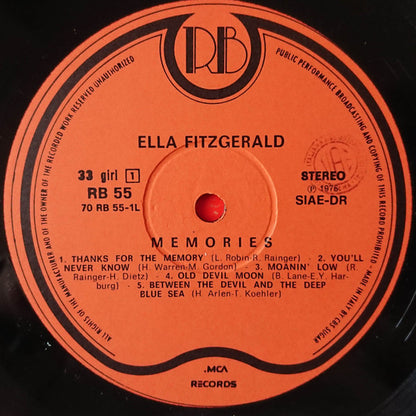 RB
ALL RIGHTS OF THE MANUFACTURER AND OF THE OWNER OF THE RECORDED WORK RESERVED UNAUTHORIZED
PUBLIC PERFORMANCE BROADCASTING AND COPYING OF THIS RECORD PROHIBITED - MADE IN ITALY BY CBS SUGAR
ELLA FITZGERALD
33 giri 1
RB 55
70 RB 55-1L
STEREO
Ⓟ 1976
SIAE-DR
MEMORIES
1. THANKS FOR THE MEMORY (L. Robin-R. Rainger) - 2. YOU'LL
NEVER KNOW (H. Warren-M. Gordon) - 3. MOANIN' LOW (R.
Rainger-H. Dietz) - 4. OLD DEVIL MOON (B. Lane-E.Y. Har-
burg) - 5. BETWEEN THE DEVIL AND THE DEEP
BLUE SEA (H. Arlen-T. Koehler)
.MCA
RECORDS